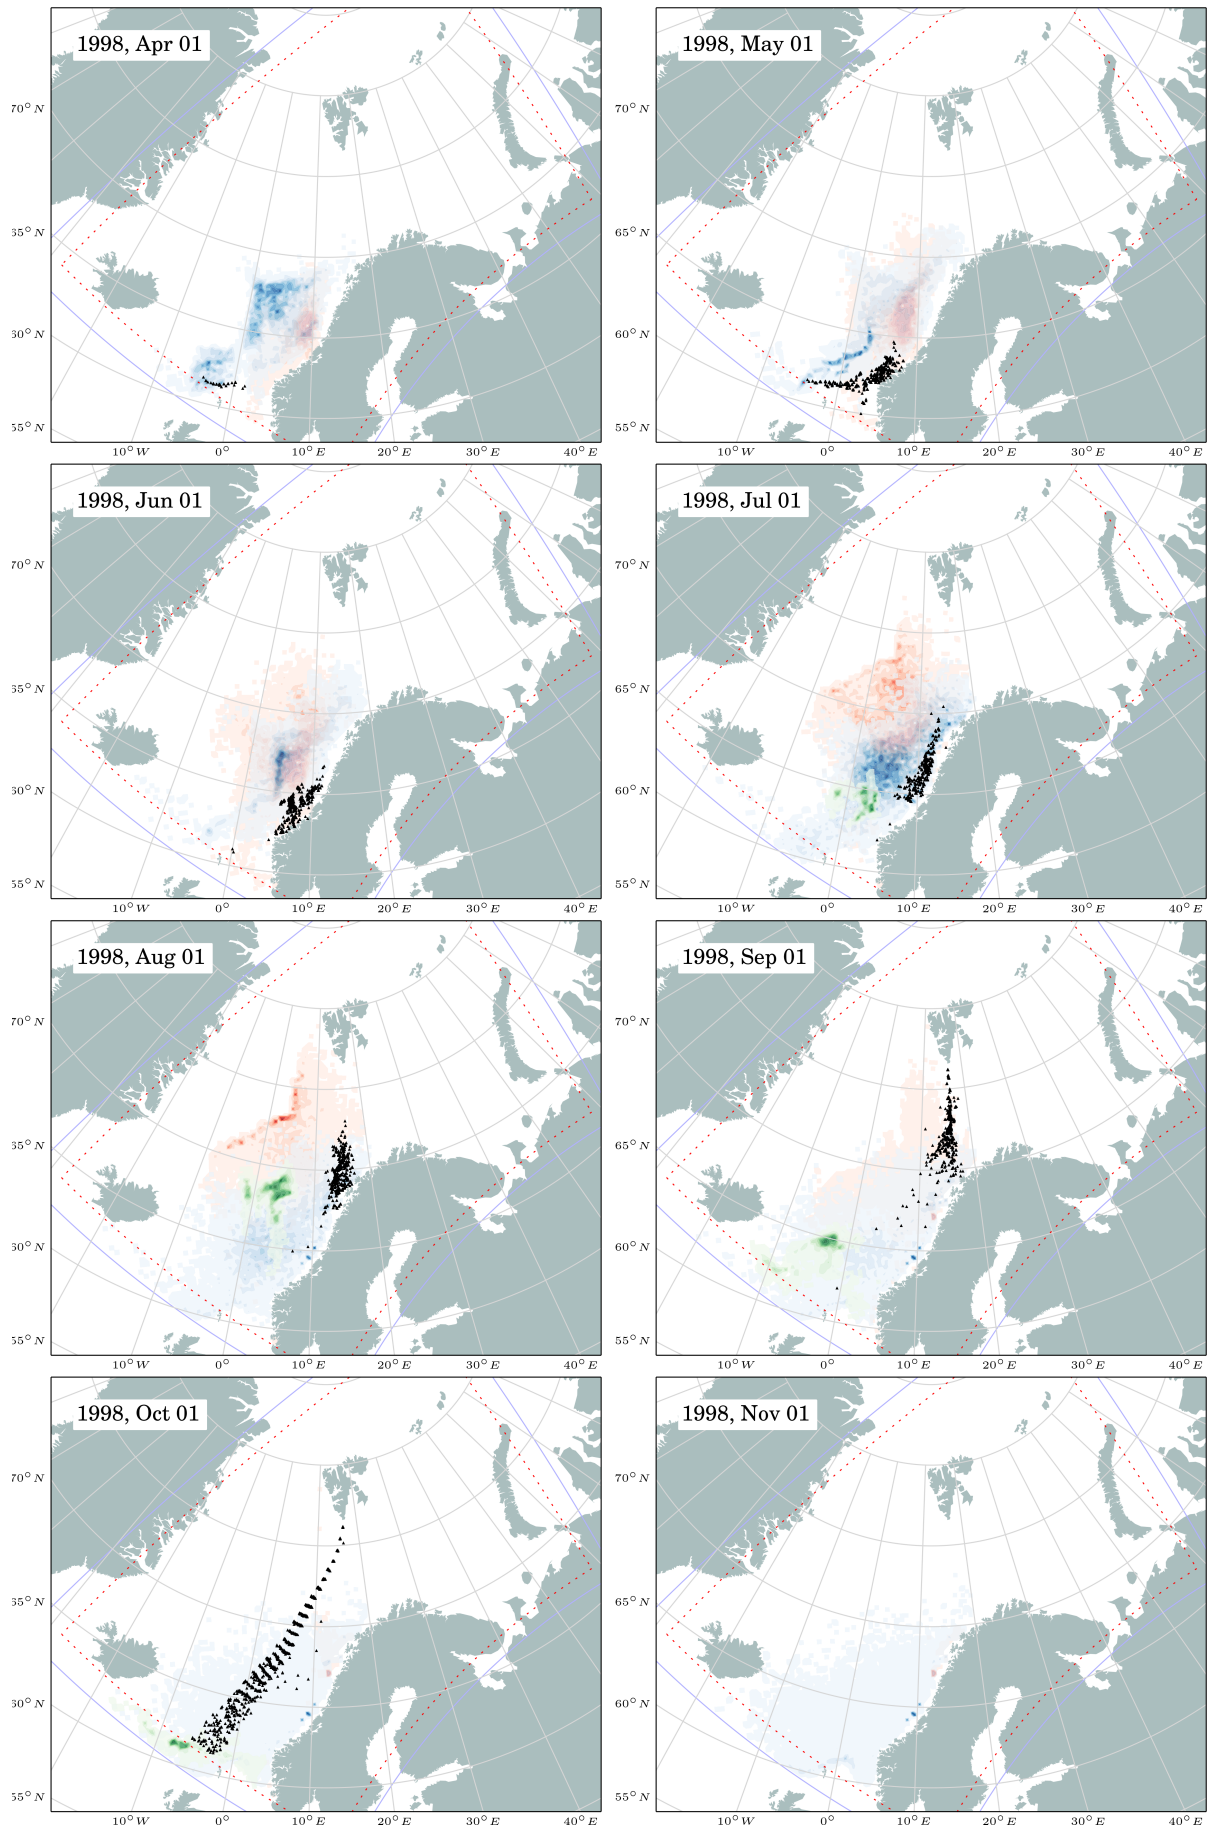 1998, Apr 01
70° N
65° N
60° N
55° N
10° W 0° 10° E 20° E 30° E 40° E
1998, May 01
70° N
65° N
60° N
55° N
10° W 0° 10° E 20° E 30° E 40° E
1998, Jun 01
70° N
65° N
60° N
55° N
10° W 0° 10° E 20° E 30° E 40° E
1998, Jul 01
70° N
65° N
60° N
55° N
10° W 0° 10° E 20° E 30° E 40° E
1998, Aug 01
70° N
65° N
60° N
55° N
10° W 0° 10° E 20° E 30° E 40° E
1998, Sep 01
70° N
65° N
60° N
55° N
10° W 0° 10° E 20° E 30° E 40° E
1998, Oct 01
70° N
65° N
60° N
55° N
10° W 0° 10° E 20° E 30° E 40° E
1998, Nov 01
70° N
65° N
60° N
55° N
10° W 0° 10° E 20° E 30° E 40° E